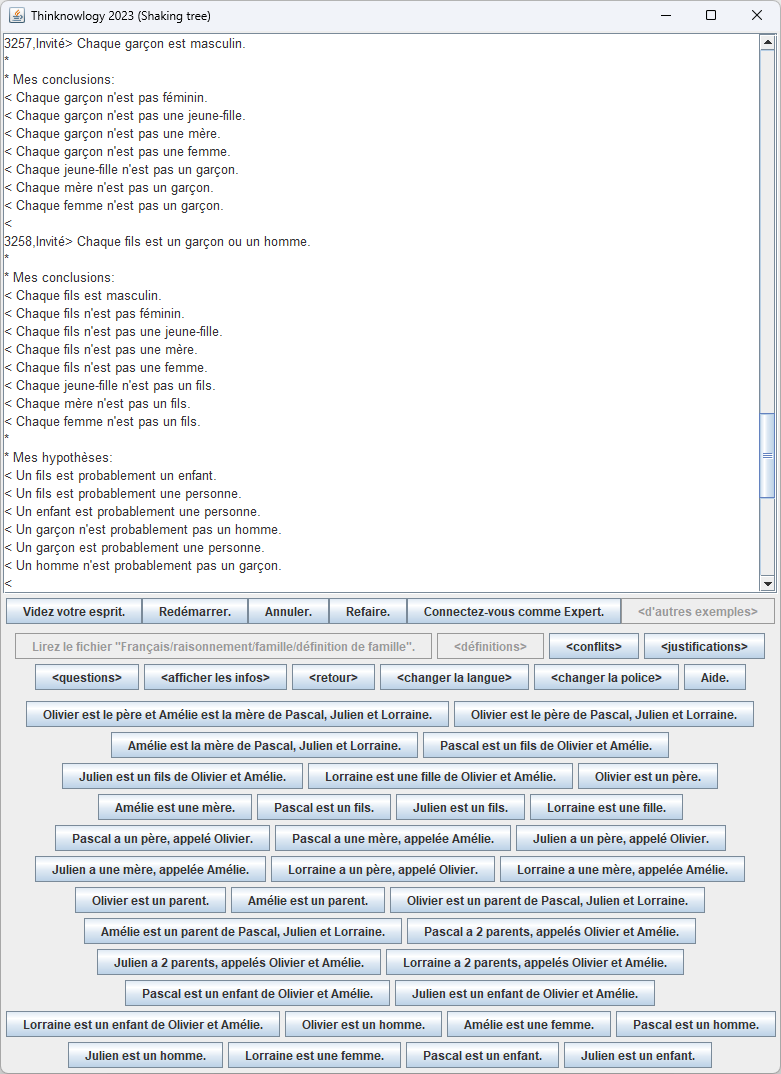 Thinknowlogy 2023 (Shaking tree)
3257,Invité> Chaque garçon est masculin.
*
* Mes conclusions:
< Chaque garçon n'est pas féminin.
< Chaque garçon n'est pas une jeune-fille.
< Chaque garçon n'est pas une mère.
< Chaque garçon n'est pas une femme.
< Chaque jeune-fille n'est pas un garçon.
< Chaque mère n'est pas un garçon.
< Chaque femme n'est pas un garçon.
<
3258,Invité> Chaque fils est un garçon ou un homme.
*
* Mes conclusions:
< Chaque fils est masculin.
< Chaque fils n'est pas féminin.
< Chaque fils n'est pas une jeune-fille.
< Chaque fils n'est pas une mère.
< Chaque fils n'est pas une femme.
< Chaque jeune-fille n'est pas un fils.
< Chaque mère n'est pas un fils.
< Chaque femme n'est pas un fils.
*
* Mes hypothèses:
< Un fils est probablement un enfant.
< Un fils est probablement une personne.
< Un enfant est probablement une personne.
< Un garçon n'est probablement pas un homme.
< Un garçon est probablement une personne.
< Un homme n'est probablement pas un garçon.
<
Videz votre esprit. Redémarrer. Annuler. Refaire. Connectez-vous comme Expert. <d'autres exemples>
Lirez le fichier "Français/raisonnement/famille/définition de famille". <définitions> <conflits> <justifications>
<questions> <afficher les infos> <retour> <changer la langue> <changer la police> Aide.
Olivier est le père et Amélie est la mère de Pascal, Julien et Lorraine. Olivier est le père de Pascal, Julien et Lorraine.
Amélie est la mère de Pascal, Julien et Lorraine. Pascal est un fils de Olivier et Amélie.
Julien est un fils de Olivier et Amélie. Lorraine est une fille de Olivier et Amélie. Olivier est un père.
Amélie est une mère. Pascal est un fils. Julien est un fils. Lorraine est une fille.
Pascal a un père, appelé Olivier. Pascal a une mère, appelée Amélie. Julien a un père, appelé Olivier.
Julien a une mère, appelée Amélie. Lorraine a un père, appelé Olivier. Lorraine a une mère, appelée Amélie.
Olivier est un parent. Amélie est un parent. Olivier est un parent de Pascal, Julien et Lorraine.
Amélie est un parent de Pascal, Julien et Lorraine. Pascal a 2 parents, appelés Olivier et Amélie.
Julien a 2 parents, appelés Olivier et Amélie. Lorraine a 2 parents, appelés Olivier et Amélie.
Pascal est un enfant de Olivier et Amélie. Julien est un enfant de Olivier et Amélie.
Lorraine est un enfant de Olivier et Amélie. Olivier est un homme. Amélie est une femme. Pascal est un homme.
Julien est un homme. Lorraine est une femme. Pascal est un enfant. Julien est un enfant.